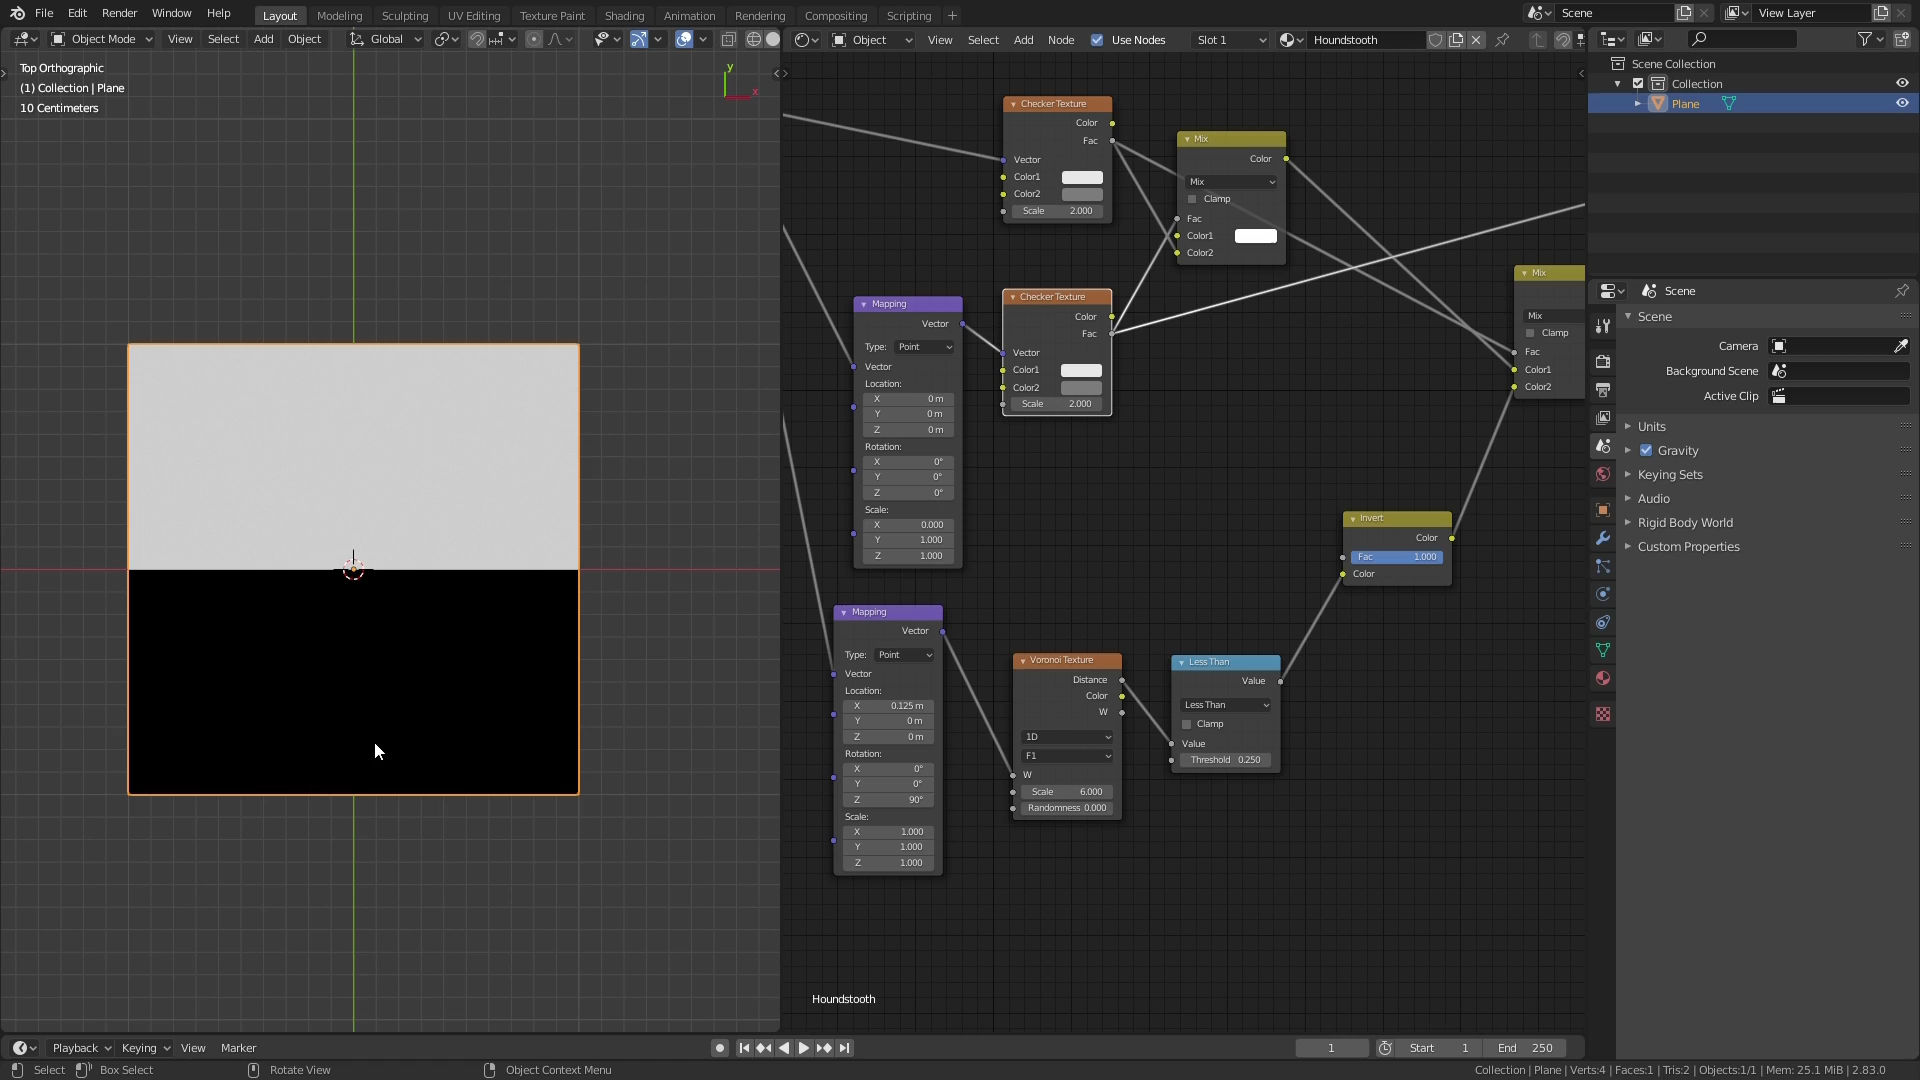 File Edit Render Window Help Layout Modeling Sculpting UV Editing Texture Paint Shading Animation Rendering Compositing Scripting + Scene View Layer
Object Mode View Select Add Object Global Object View Select Add Node Use Nodes Slot 1 Houndstooth
Top Orthographic
(1) Collection | Plane
10 Centimeters
y
x
Checker Texture
Color
Fac
Vector
Color1
Color2
Scale 2.000
Mix
Color
Mix
Clamp
Fac
Color1
Color2
Mapping
Vector
Type: Point
Vector
Location:
X 0 m
Y 0 m
Z 0 m
Rotation:
X 0°
Y 0°
Z 0°
Scale:
X 0.000
Y 1.000
Z 1.000
Checker Texture
Color
Fac
Vector
Color1
Color2
Scale 2.000
Mix
Mix
Clamp
Fac
Color1
Color2
Invert
Color
Fac 1.000
Color
Mapping
Vector
Type: Point
Vector
Location:
X 0.125 m
Y 0 m
Z 0 m
Rotation:
X 0°
Y 0°
Z 90°
Scale:
X 1.000
Y 1.000
Z 1.000
Voronoi Texture
Distance
Color
W
1D
F1
W
Scale 6.000
Randomness 0.000
Less Than
Value
Less Than
Clamp
Value
Threshold 0.250
Houndstooth
Scene Collection
Collection
Plane
Scene
Scene
Camera
Background Scene
Active Clip
Units
Gravity
Keying Sets
Audio
Rigid Body World
Custom Properties
Playback Keying View Marker 1 Start 1 End 250
Select Box Select Rotate View Object Context Menu Collection | Plane | Verts:4 | Faces:1 | Tris:2 | Objects:1/1 | Mem: 25.1 MiB | 2.83.0